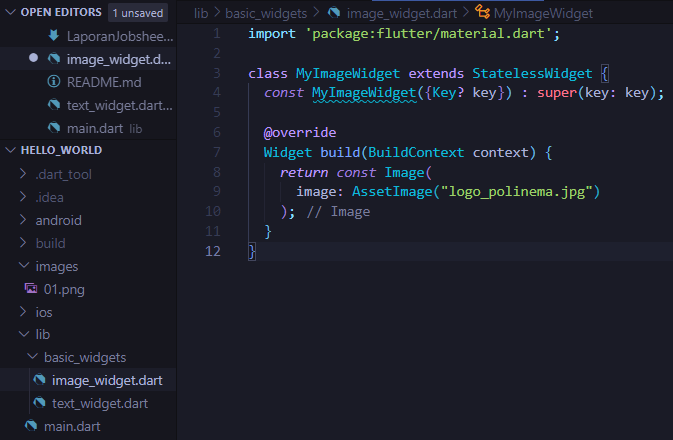 OPEN EDITORS 1 unsaved
LaporanJobshee...
image_widget.d...
README.md
text_widget.dart...
main.dart lib
HELLO_WORLD
.dart_tool
.idea
android
build
images
01.png
ios
lib
basic_widgets
image_widget.dart
text_widget.dart
main.dart
lib > basic_widgets > image_widget.dart > MyImageWidget
1 import 'package:flutter/material.dart';
2
3 class MyImageWidget extends StatelessWidget {
4 const MyImageWidget({Key? key}) : super(key: key);
5
6 @override
7 Widget build(BuildContext context) {
8 return const Image(
9 image: AssetImage("logo_polinema.jpg")
10 ); // Image
11 }
12 }